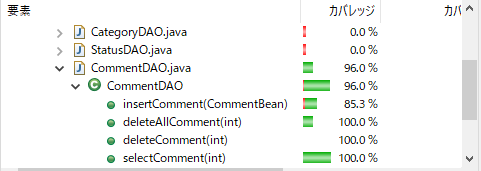 要素 カバレッジ カバレ
CategoryDAO.java 0.0 %
StatusDAO.java 0.0 %
CommentDAO.java 96.0 %
CommentDAO 96.0 %
insertComment(CommentBean) 85.3 %
deleteAllComment(int) 100.0 %
deleteComment(int) 100.0 %
selectComment(int) 100.0 %